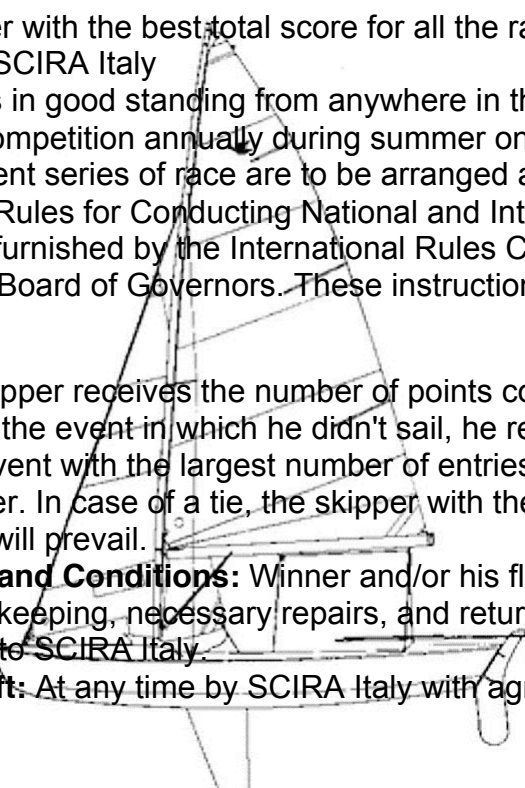 er with the best total score for all the ra
SCIRA Italy
s in good standing from anywhere in th
ompetition annually during summer on
ent series of race are to be arranged a
Rules for Conducting National and Int
furnished by the International Rules C
Board of Governors. These instruction
pper receives the number of points co
the event in which he didn't sail, he re
vent with the largest number of entries
er. In case of a tie, the skipper with the
will prevail.
and Conditions: Winner and/or his fl
keeping, necessary repairs, and retur
to SCIRA Italy.
ft: At any time by SCIRA Italy with agr